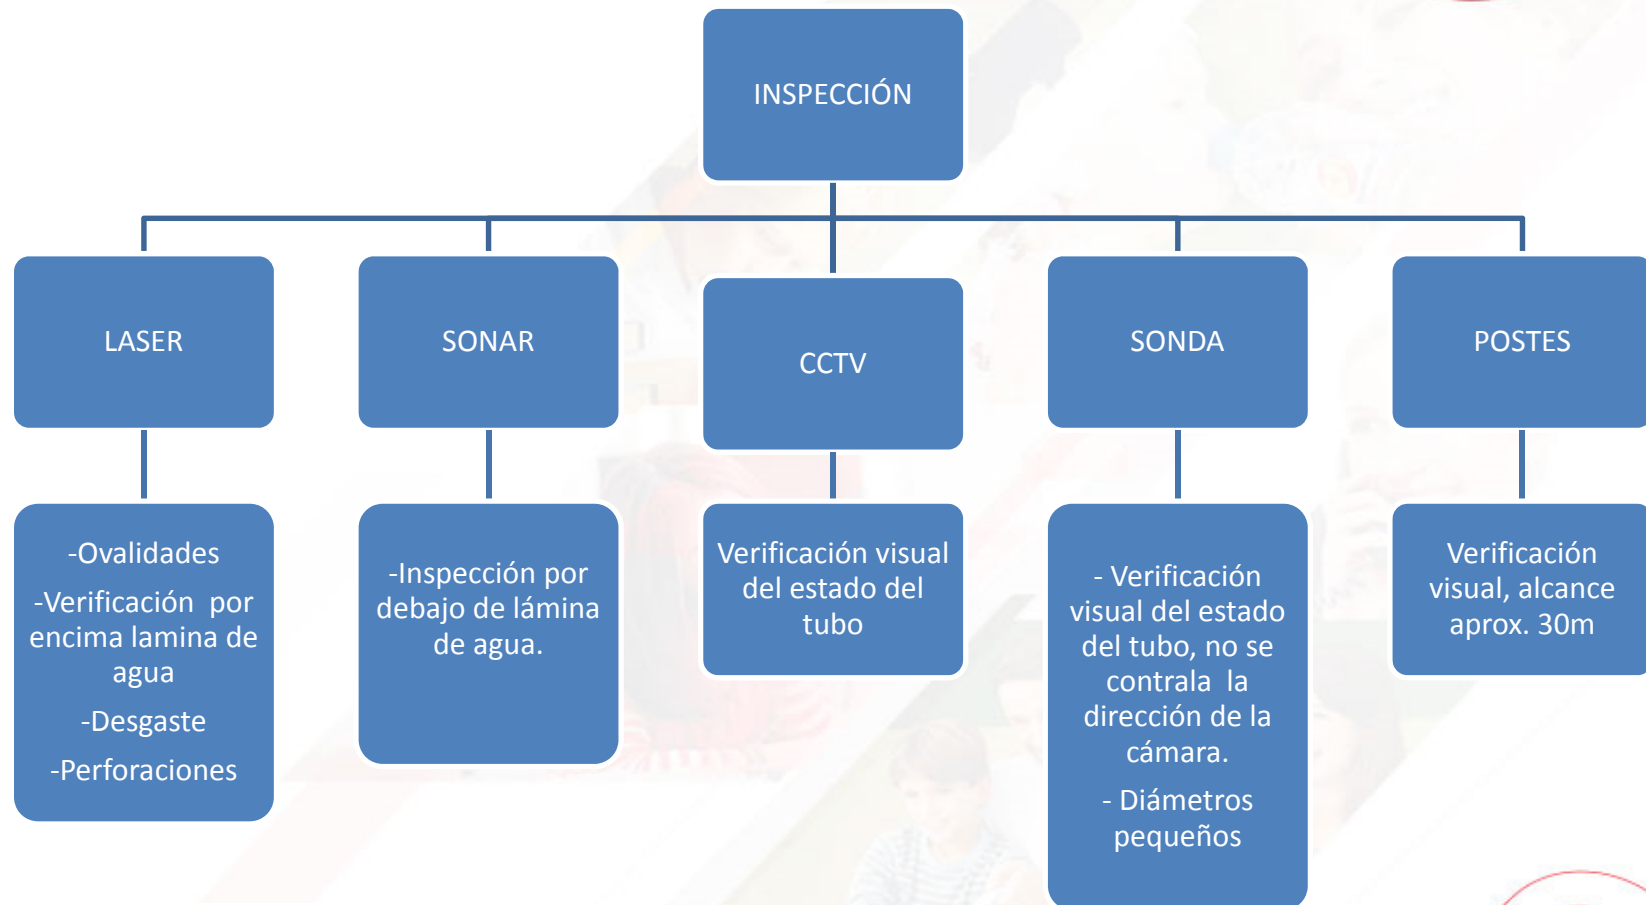 INSPECCIÓN
LASER
SONAR
CCTV
SONDA
POSTES
-Ovalidades
-Verificación por
encima lamina de
agua
-Desgaste
-Perforaciones
-Inspección por
debajo de lámina
de agua.
Verificación visual
del estado del
tubo
- Verificación
visual del estado
del tubo, no se
contrala la
dirección de la
cámara.
- Diámetros
pequeños
Verificación
visual, alcance
aprox. 30m